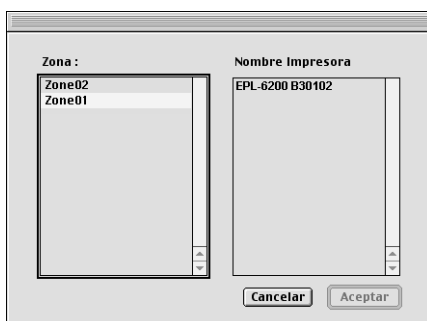 Zona :
Zone02
Zone01
Nombre Impresora
EPL-6200 B30102
Cancelar
Aceptar